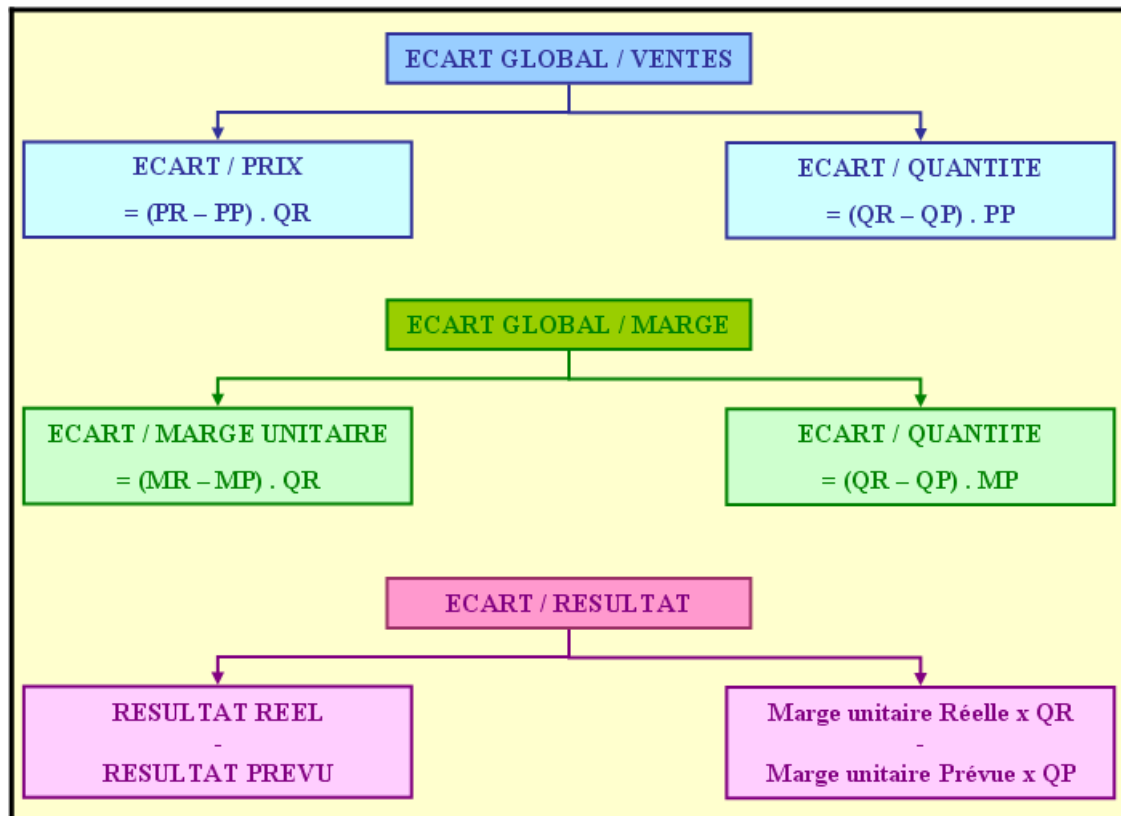 ECART GLOBAL / VENTES
ECART / PRIX
= (PR – PP) . QR
ECART / QUANTITE
= (QR – QP) . PP
ECART GLOBAL / MARGE
ECART / MARGE UNITAIRE
= (MR – MP) . QR
ECART / QUANTITE
= (QR – QP) . MP
ECART / RESULTAT
RESULTAT REEL
-
RESULTAT PREVU
Marge unitaire Réelle x QR
-
Marge unitaire Prévue x QP